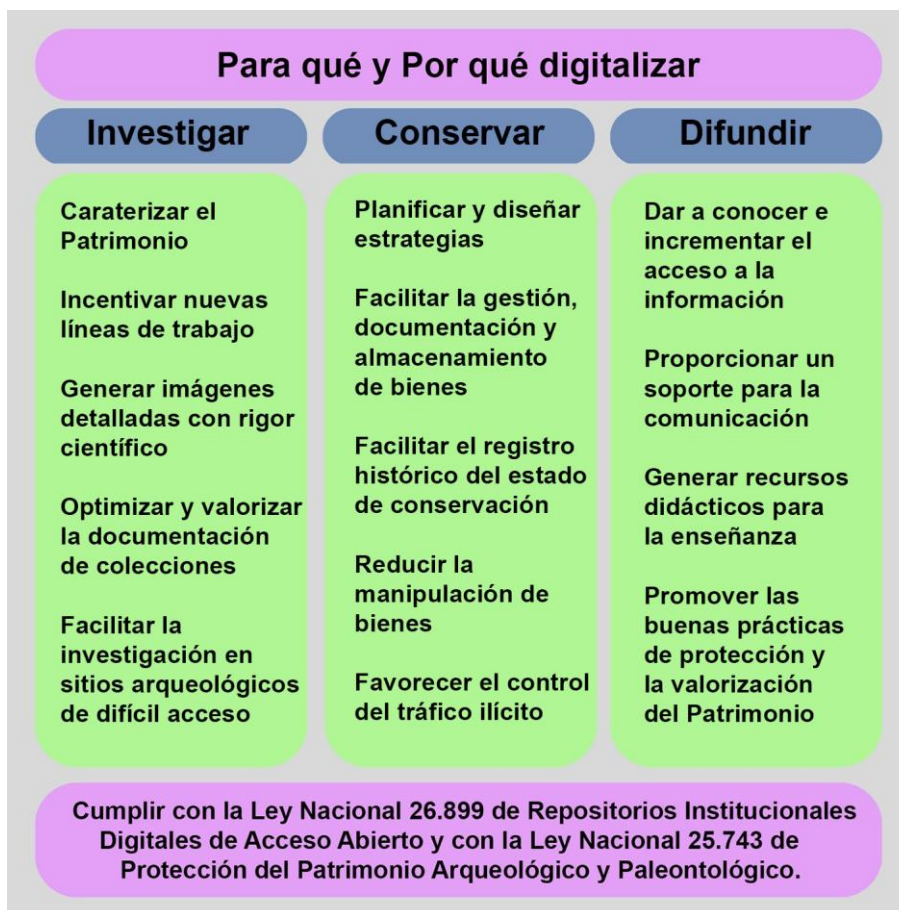 Para qué y Por qué digitalizar
Investigar
Caraterizar el
Patrimonio
Incentivar nuevas
líneas de trabajo
Generar imágenes
detalladas con rigor
científico
Optimizar y valorizar
la documentación
de colecciones
Facilitar la
investigación en
sitios arqueológicos
de difícil acceso
Conservar
Planificar y diseñar
estrategias
Facilitar la gestión,
documentación y
almacenamiento
de bienes
Facilitar el registro
histórico del estado
de conservación
Reducir la
manipulación de
bienes
Favorecer el control
del tráfico ilícito
Difundir
Dar a conocer e
incrementar el
acceso a la
información
Proporcionar un
soporte para la
comunicación
Generar recursos
didácticos para
la enseñanza
Promover las
buenas prácticas
de protección y
la valorización
del Patrimonio
Cumplir con la Ley Nacional 26.899 de Repositorios Institucionales
Digitales de Acceso Abierto y con la Ley Nacional 25.743 de
Protección del Patrimonio Arqueológico y Paleontológico.